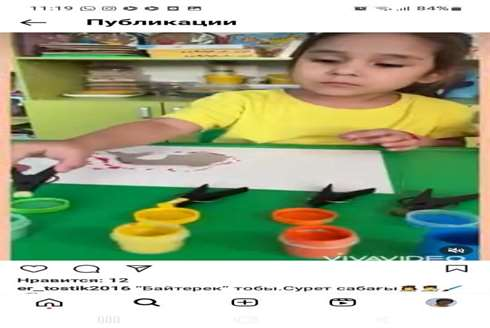 11:19 84%
Публикации
VIVAVIDEO
Нравится: 12
er_tostik2016 "Байтерек" тобы.Сурет сабағы